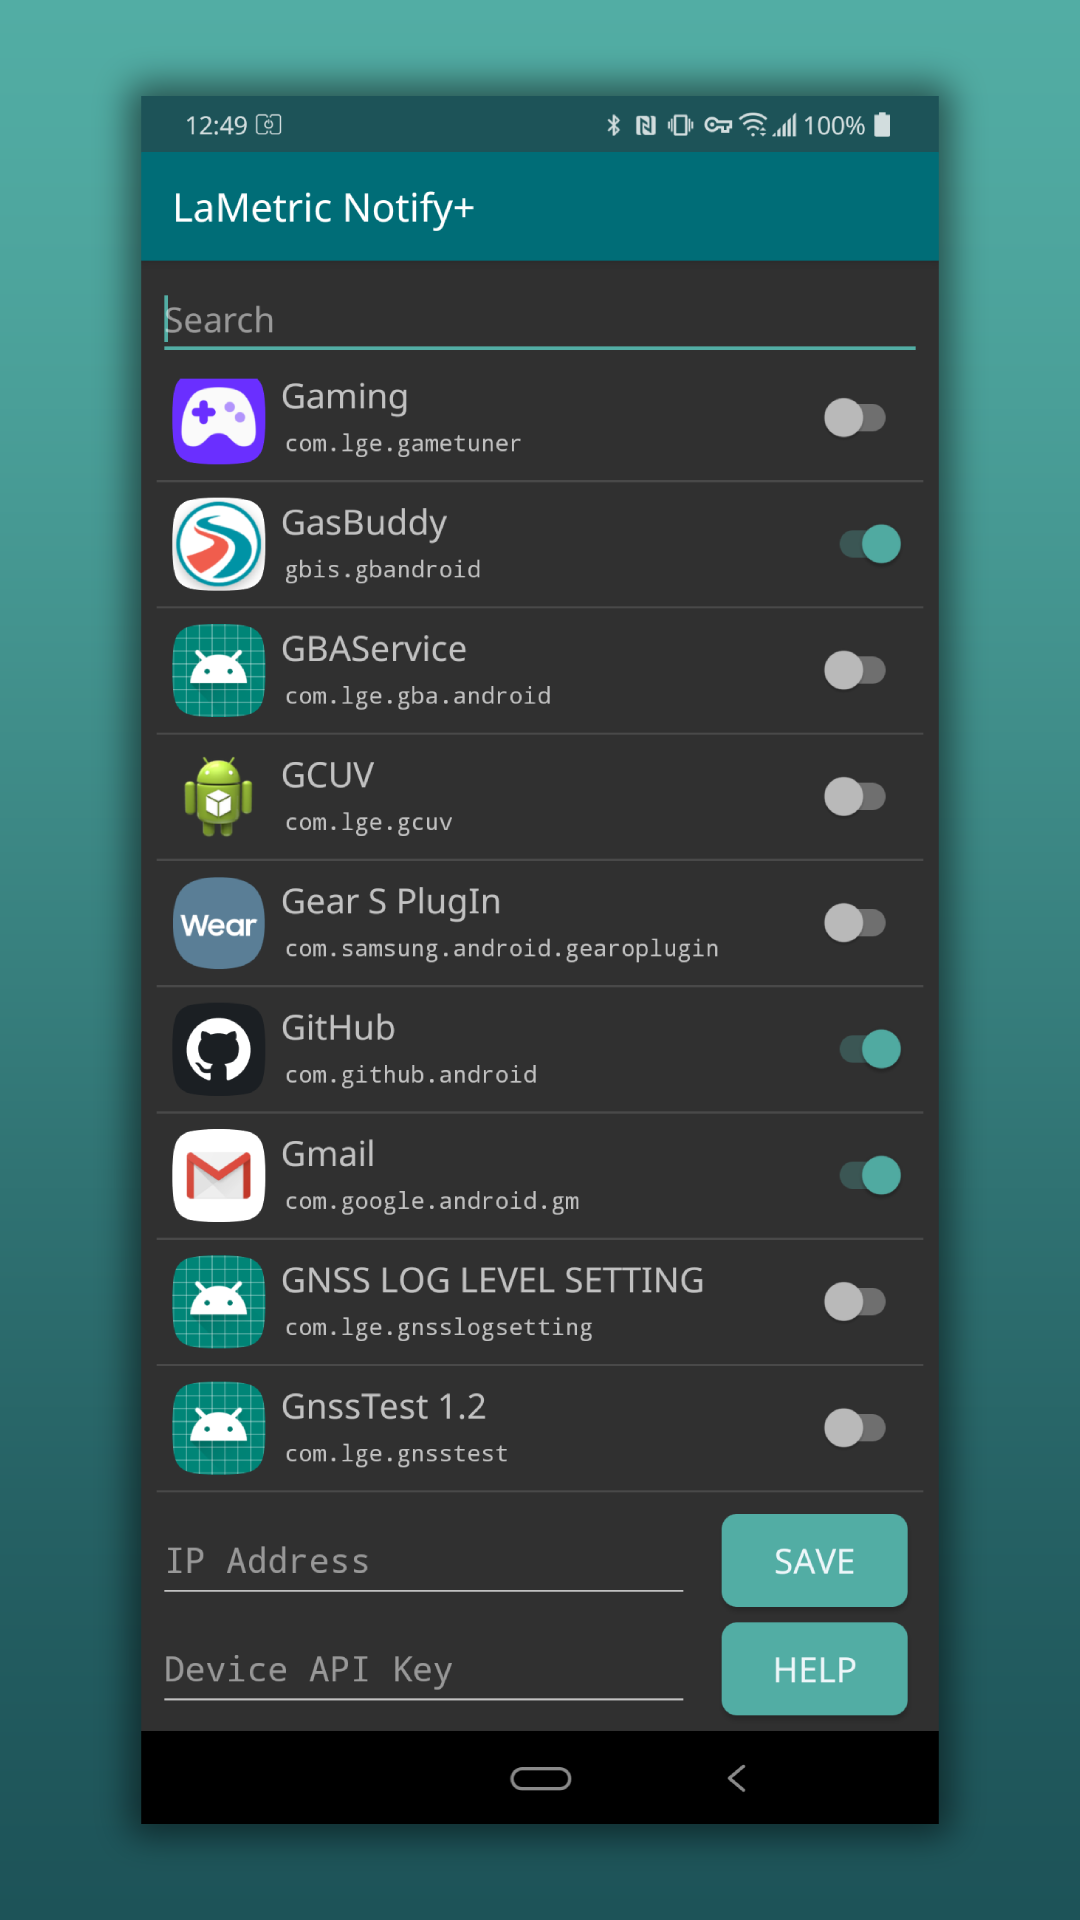 12:49 100%
LaMetric Notify+
Search
Gaming
com.lge.gametuner
GasBuddy
gbis.gbandroid
GBAService
com.lge.gba.android
GCUV
com.lge.gcuv
Wear
Gear S PlugIn
com.samsung.android.gearoplugin
GitHub
com.github.android
Gmail
com.google.android.gm
GNSS LOG LEVEL SETTING
com.lge.gnsslogsetting
GnssTest 1.2
com.lge.gnsstest
IP Address
SAVE
Device API Key
HELP